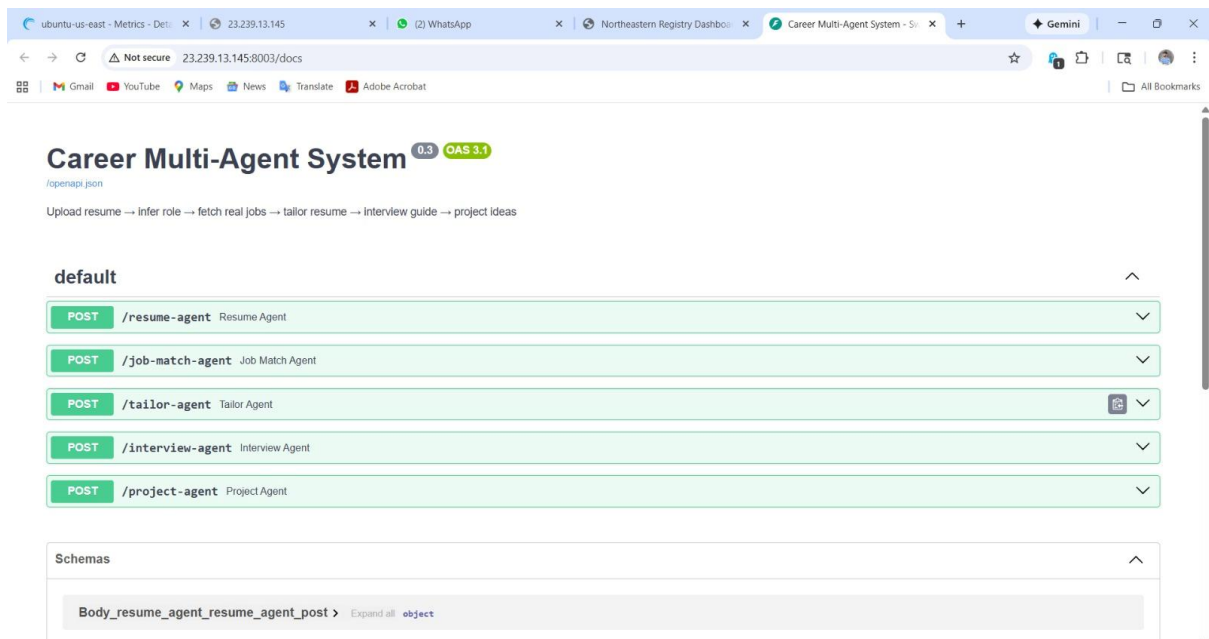 ubuntu-us-east - Metrics - Deta
23.239.13.145
(2) WhatsApp
Northeastern Registry Dashboa
Career Multi-Agent System - Sw
Gemini
Not secure 23.239.13.145:8003/docs
1
Gmail YouTube Maps News Translate Adobe Acrobat All Bookmarks
Career Multi-Agent System 0.3 OAS 3.1
/openapi.json
Upload resume → infer role → fetch real jobs → tailor resume → interview guide → project ideas
default
POST /resume-agent Resume Agent
POST /job-match-agent Job Match Agent
POST /tailor-agent Tailor Agent
POST /interview-agent Interview Agent
POST /project-agent Project Agent
Schemas
Body_resume_agent_resume_agent_post > Expand all object